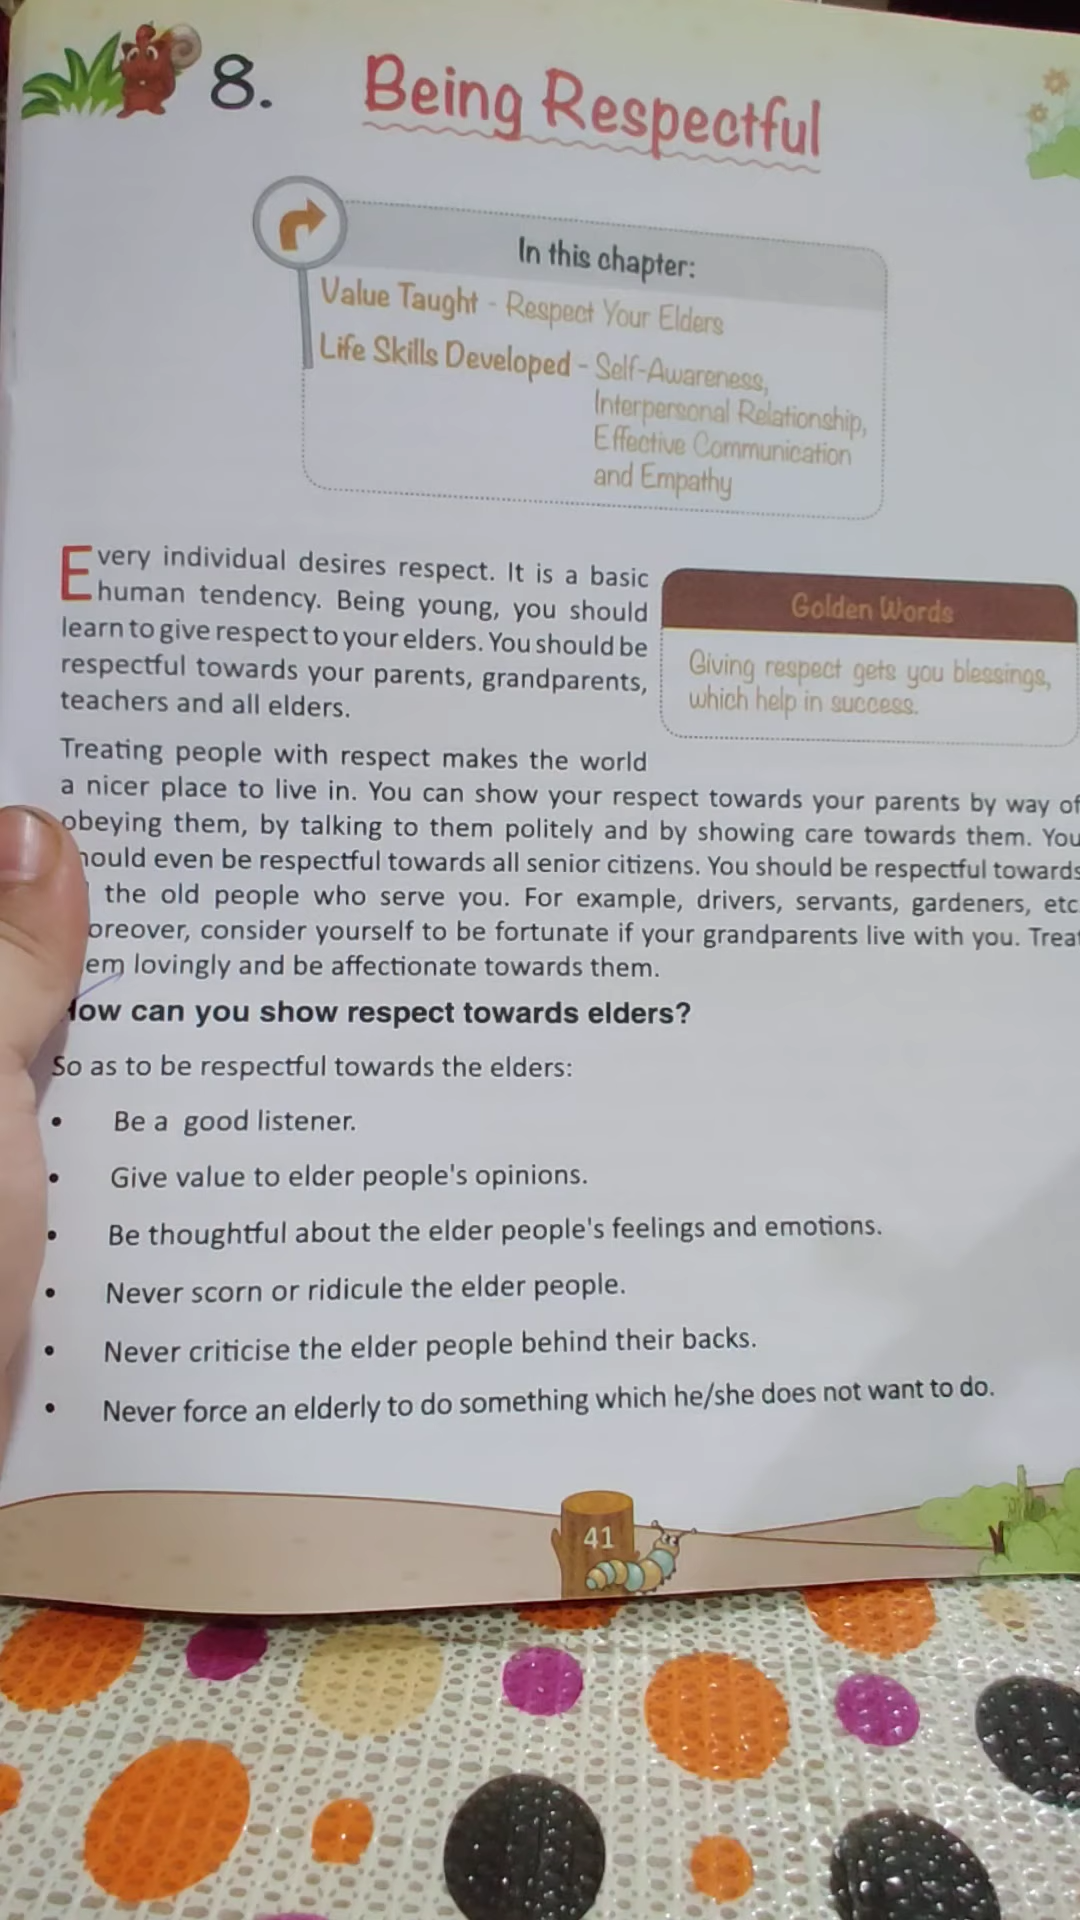 8.
Being Respectful
In this chapter:
Value Taught - Respect Your Elders
Life Skills Developed - Self-Awareness,
Interpersonal Relationship,
Effective Communication
and Empathy
Every individual desires respect. It is a basic
human tendency. Being young, you should
learn to give respect to your elders. You should be
respectful towards your parents, grandparents,
teachers and all elders.
Golden Words
Giving respect gets you blessings,
which help in success.
Treating people with respect makes the world
a nicer place to live in. You can show your respect towards your parents by way of
obeying them, by talking to them politely and by showing care towards them. You
hould even be respectful towards all senior citizens. You should be respectful towards
the old people who serve you. For example, drivers, servants, gardeners, etc
oreover, consider yourself to be fortunate if your grandparents live with you. Treat
em lovingly and be affectionate towards them.
How can you show respect towards elders?
So as to be respectful towards the elders:
• Be a good listener.
• Give value to elder people's opinions.
• Be thoughtful about the elder people's feelings and emotions.
• Never scorn or ridicule the elder people.
• Never criticise the elder people behind their backs.
• Never force an elderly to do something which he/she does not want to do.
41